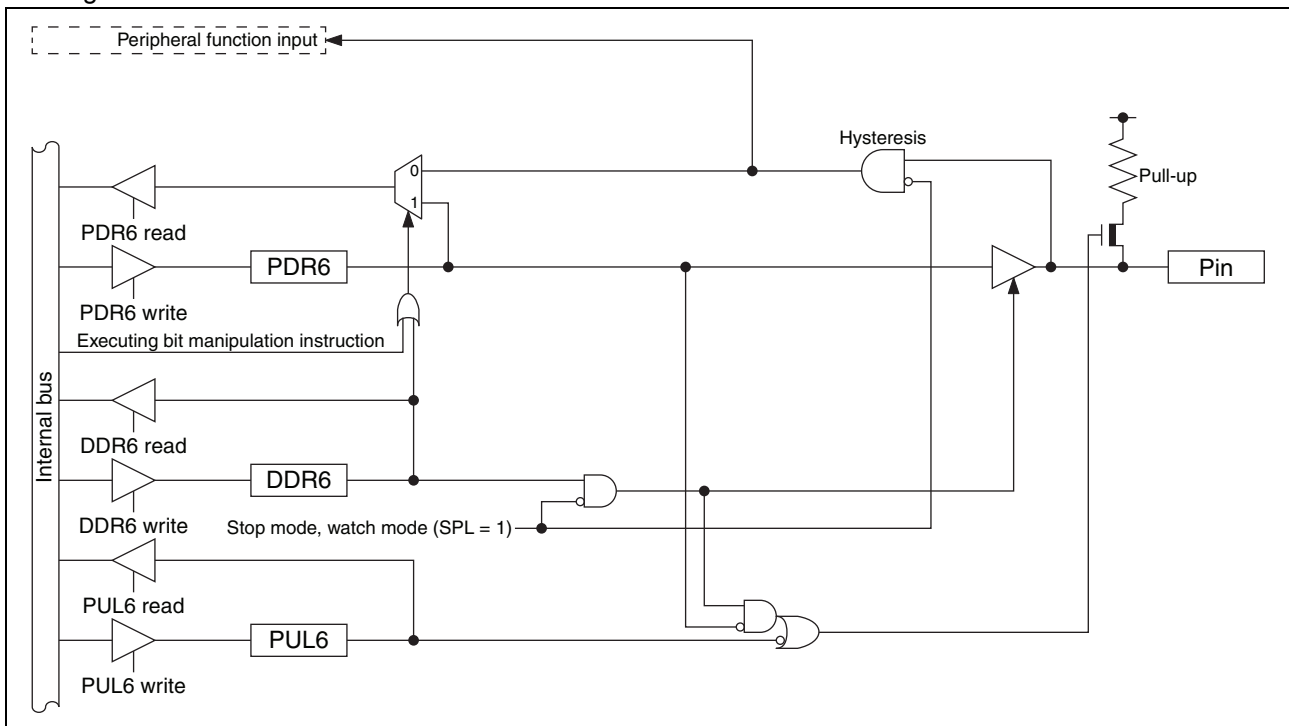 Peripheral function input
Hysteresis
0
Pull-up
1
PDR6 read
PDR6
Pin
PDR6 write
Executing bit manipulation instruction
Internal bus
DDR6 read
DDR6
DDR6 write
Stop mode, watch mode (SPL = 1)
PUL6 read
PUL6
PUL6 write